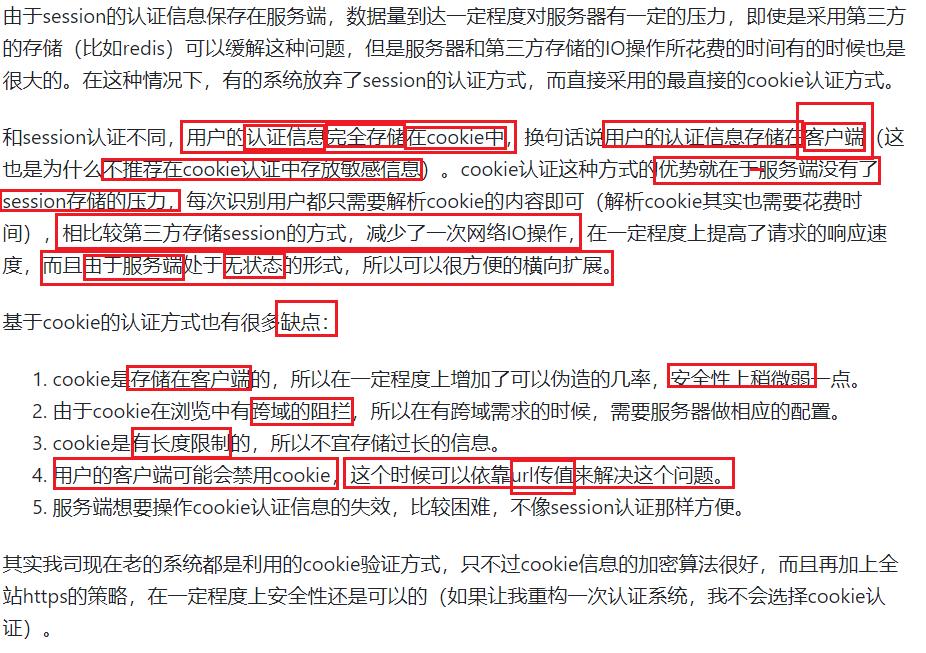 由于session的认证信息保存在服务端，数据量到达一定程度对服务器有一定的压力，即使是采用第三方
的存储（比如redis）可以缓解这种问题，但是服务器和第三方存储的IO操作所花费的时间有的时候也是
很大的。在这种情况下，有的系统放弃了session的认证方式，而直接采用的最直接的cookie认证方式。
和session认证不同，用户的认证信息完全存储在cookie中，换句话说用户的认证信息存储在客户端（这
也是为什么不推荐在cookie认证中存放敏感信息）。cookie认证这种方式的优势就在于服务端没有了
session存储的压力，每次识别用户都只需要解析cookie的内容即可（解析cookie其实也需要花费时
间），相比较第三方存储session的方式，减少了一次网络IO操作，在一定程度上提高了请求的响应速
度，而且由于服务端处于无状态的形式，所以可以很方便的横向扩展。
基于cookie的认证方式也有很多缺点：
1. cookie是存储在客户端的，所以在一定程度上增加了可以伪造的几率，安全性上稍微弱一点。
2. 由于cookie在浏览中有跨域的阻拦，所以在有跨域需求的时候，需要服务器做相应的配置。
3. cookie是有长度限制的，所以不宜存储过长的信息。
4. 用户的客户端可能会禁用cookie，这个时候可以依靠url传值来解决这个问题。
5. 服务端想要操作cookie认证信息的失效，比较困难，不像session认证那样方便。
其实我司现在老的系统都是利用的cookie验证方式，只不过cookie信息的加密算法很好，而且再加上全
站https的策略，在一定程度上安全性还是可以的（如果让我重构一次认证系统，我不会选择cookie认
证）。